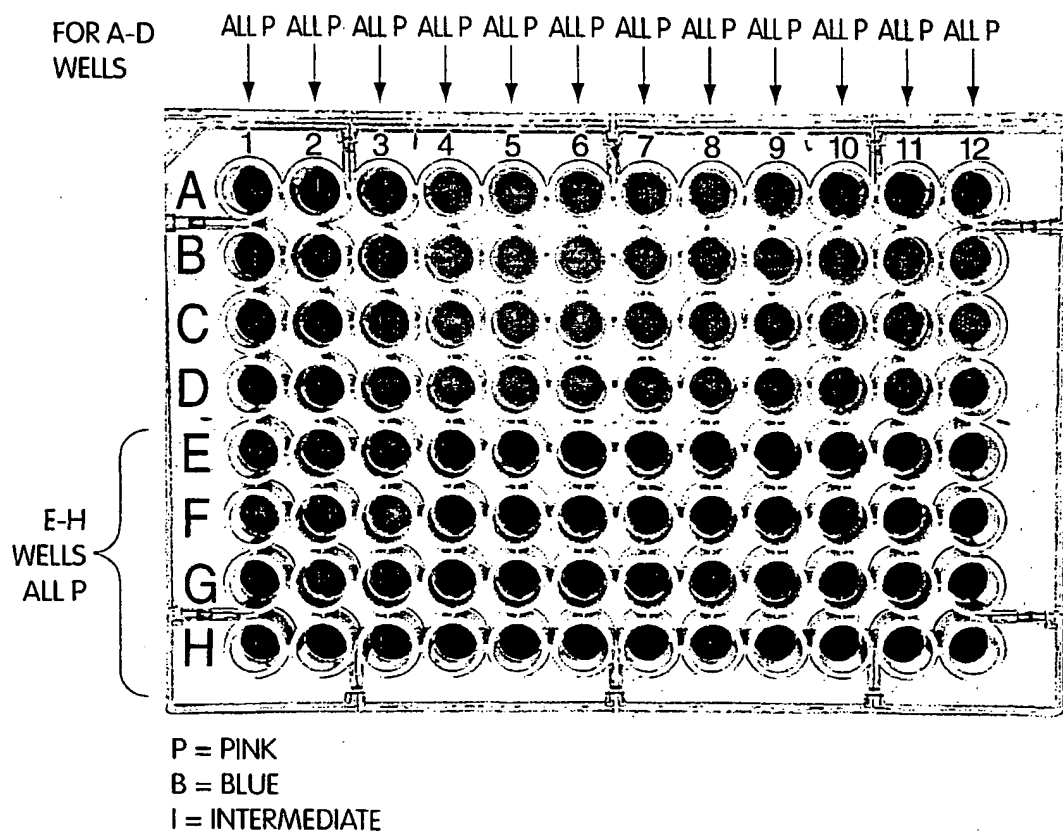 FOR A-D WELLS
ALL P ALL P ALL P ALL P ALL P ALL P ALL P ALL P ALL P ALL P ALL P ALL P
1 2 3 4 5 6 7 8 9 10 11 12
A
B
C
D
E
F
G
H
E-H
WELLS
ALL P
P = PINK
B = BLUE
I = INTERMEDIATE